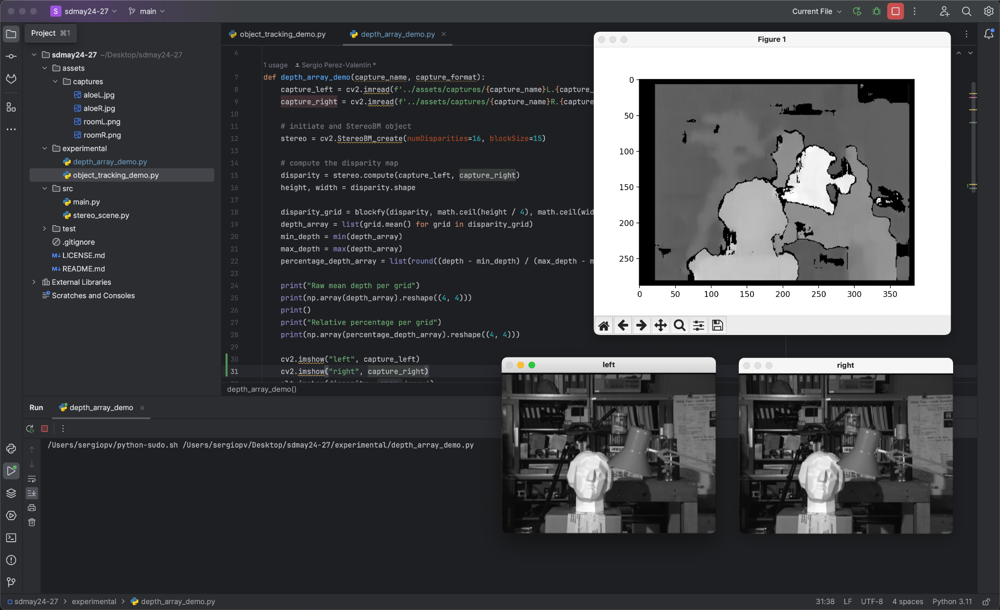 S sdmay24-27 main
Current File
Project ⌘1
sdmay24-27 ~/Desktop/sdmay24-27
assets
captures
aloeL.jpg
aloeR.jpg
roomL.png
roomR.png
experimental
depth_array_demo.py
object_tracking_demo.py
src
main.py
stereo_scene.py
test
.gitignore
M↓ LICENSE.md
M↓ README.md
External Libraries
Scratches and Consoles
object_tracking_demo.py
depth_array_demo.py
6
1 usage Sergio Perez-Valentin *
7 def depth_array_demo(capture_name, capture_format):
8 capture_left = cv2.imread(f'../assets/captures/{capture_name}L.{capture_
9 capture_right = cv2.imread(f'../assets/captures/{capture_name}R.{capture
10
11 # initiate and StereoBM object
12 stereo = cv2.StereoBM_create(numDisparities=16, blockSize=15)
13
14 # compute the disparity map
15 disparity = stereo.compute(capture_left, capture_right)
16 height, width = disparity.shape
17
18 disparity_grid = blockfy(disparity, math.ceil(height / 4), math.ceil(wid
19 depth_array = list(grid.mean() for grid in disparity_grid)
20 min_depth = min(depth_array)
21 max_depth = max(depth_array)
22 percentage_depth_array = list(round((depth - min_depth) / (max_depth - m
23
24 print("Raw mean depth per grid")
25 print(np.array(depth_array).reshape((4, 4)))
26 print()
27 print("Relative percentage per grid")
28 print(np.array(percentage_depth_array).reshape((4, 4)))
29
30 cv2.imshow("left", capture_left)
31 cv2.imshow("right", capture_right)
depth_array_demo()
Figure 1
0
50
100
150
200
250
0 50 100 150 200 250 300 350
left
right
Run depth_array_demo
/Users/sergiopv/python-sudo.sh /Users/sergiopv/Desktop/sdmay24-27/experimental/depth_array_demo.py
sdmay24-27 > experimental > depth_array_demo.py
31:38 LF UTF-8 4 spaces Python 3.11